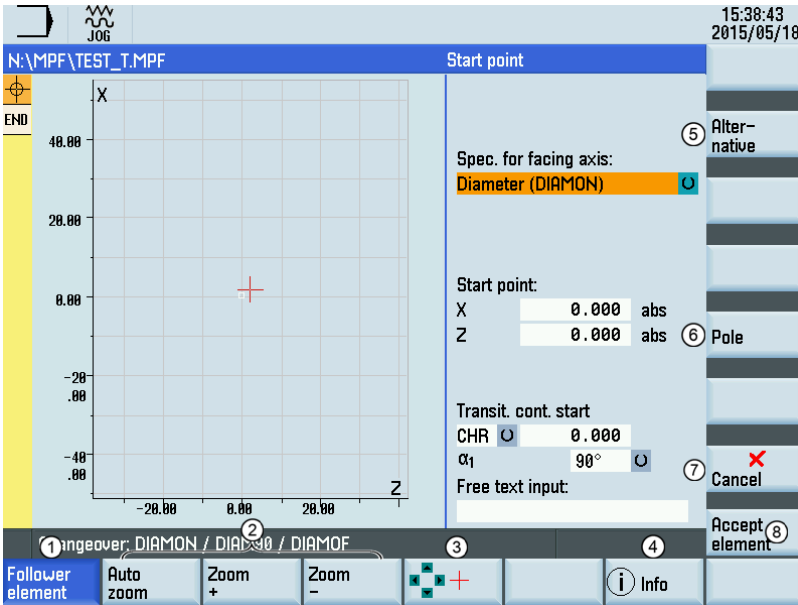 JOG
15:38:43
2015/05/18
N:\MPF\TEST_T.MPF
Start point
END
X
40.00
20.00
0.00
-20
.00
-40
.00
-20.00
0.00
20.00
Z
Spec. for facing axis:
Diameter (DIAMON)
Start point:
X 0.000 abs
Z 0.000 abs
Transit. cont. start
CHR 0.000
α1 90°
Free text input:
5
Alter-
native
6
Pole
7
Cancel
8
Accept
element
DIAMON / / DIAMOF
1
2
3
4
Follower
element
Auto
zoom
Zoom
+
Zoom
-
i Info